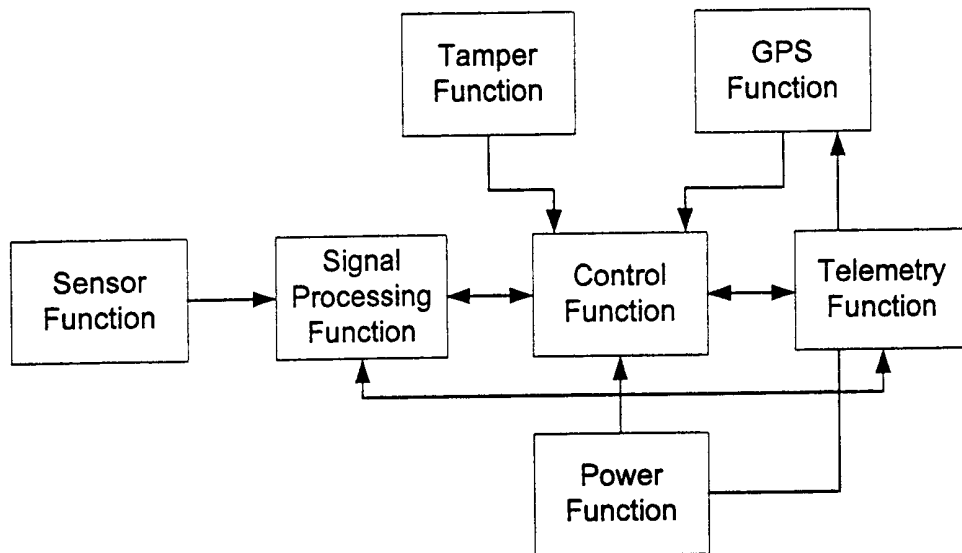 Tamper
Function
GPS
Function
Sensor
Function
Signal
Processing
Function
Control
Function
Telemetry
Function
Power
Function